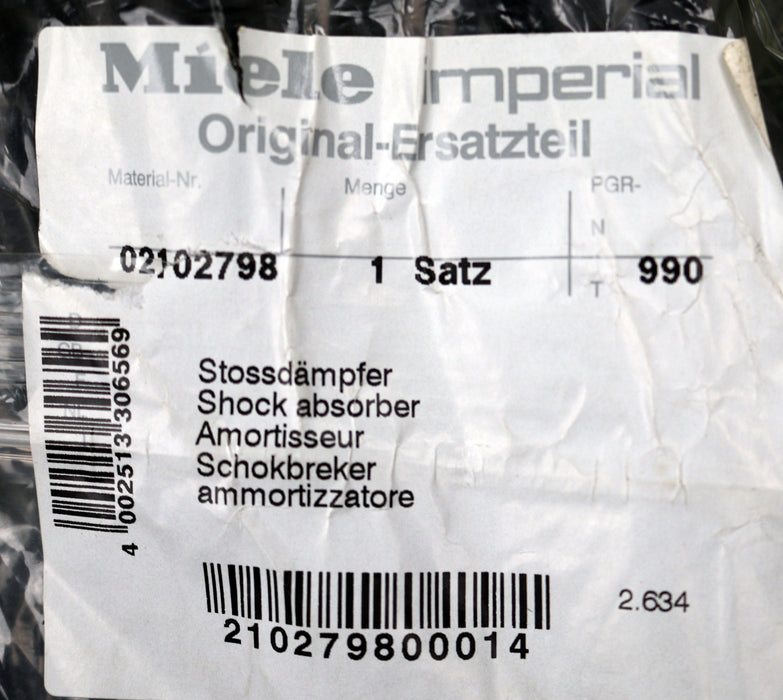 Miele imperial
Original-Ersatzteil
Material-Nr. Menge PGR-
N
02102798 1 Satz 990
T
4 002513 306569
Stossdämpfer
Shock absorber
Amortisseur
Schokbreker
ammortizzatore
2.634
210279800014